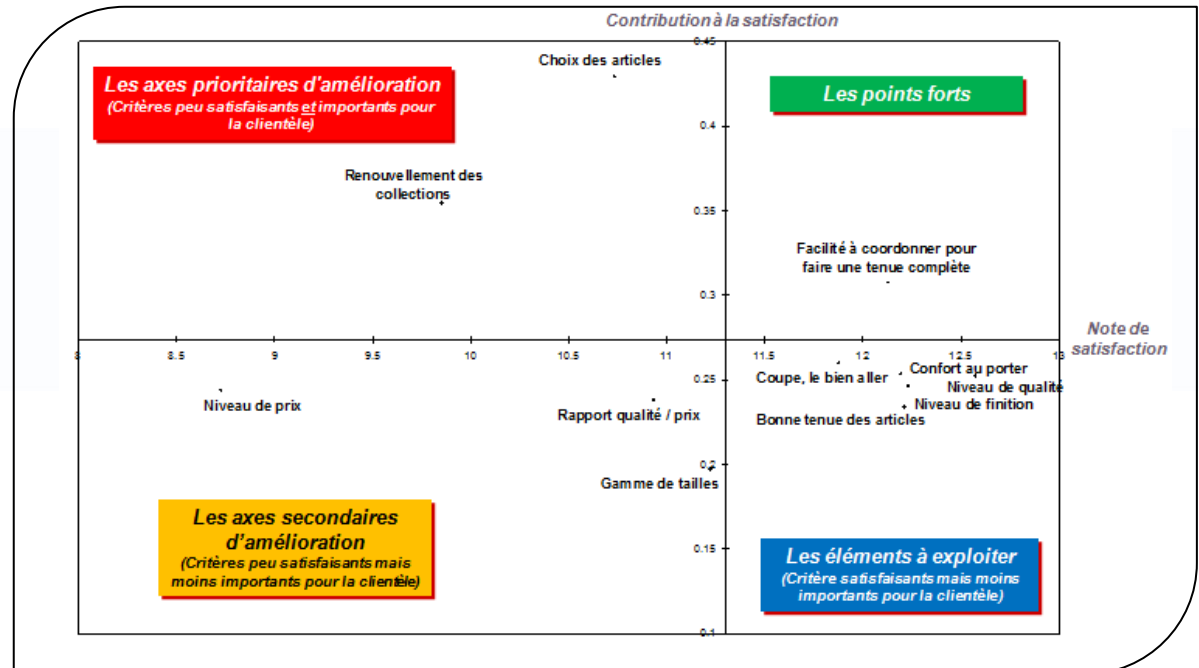 Contribution à la satisfaction
0.45
Choix des articles
Les axes prioritaires d'amélioration
(Critères peu satisfaisants et importants pour
la clientèle)
Les points forts
0.4
Renouvellement des
collections
0.35
Facilité à coordonner pour
faire une tenue complète
0.3
Note de
satisfaction
8
8.5
9
9.5
10
10.5
11
11.5
12
12.5
13
Coupe, le bien aller
Confort au porter
0.25
Niveau de qualité
Niveau de prix
Niveau de finition
Rapport qualité / prix
Bonne tenue des articles
0.2
Gamme de tailles
Les axes secondaires
d'amélioration
(Critères peu satisfaisants mais
moins importants pour la clientèle)
0.15
Les éléments à exploiter
(Critère satisfaisants mais moins
importants pour la clientèle)
0.1